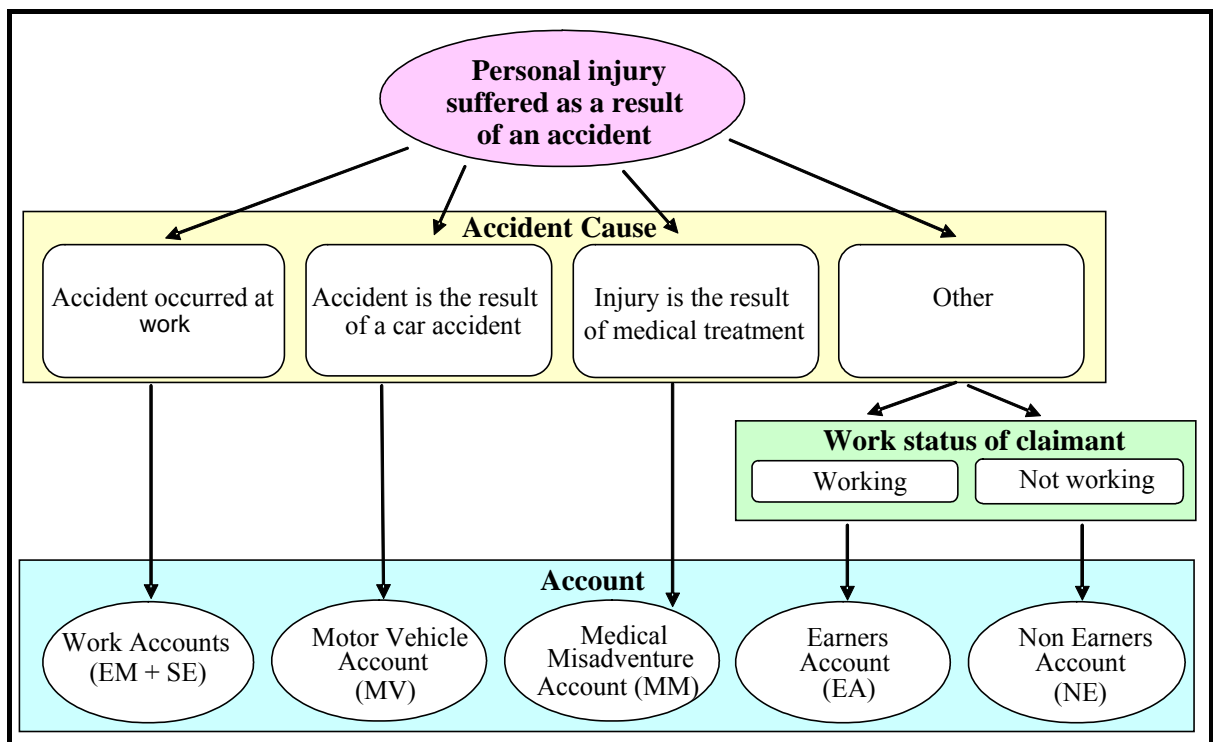 Personal injury
suffered as a result
of an accident
Accident Cause
Accident occurred at
work
Accident is the result
of a car accident
Injury is the result
of medical treatment
Other
Work status of claimant
Working
Not working
Account
Work Accounts
(EM + SE)
Motor Vehicle
Account
(MV)
Medical
Misadventure
Account (MM)
Earners
Account
(EA)
Non Earners
Account
(NE)